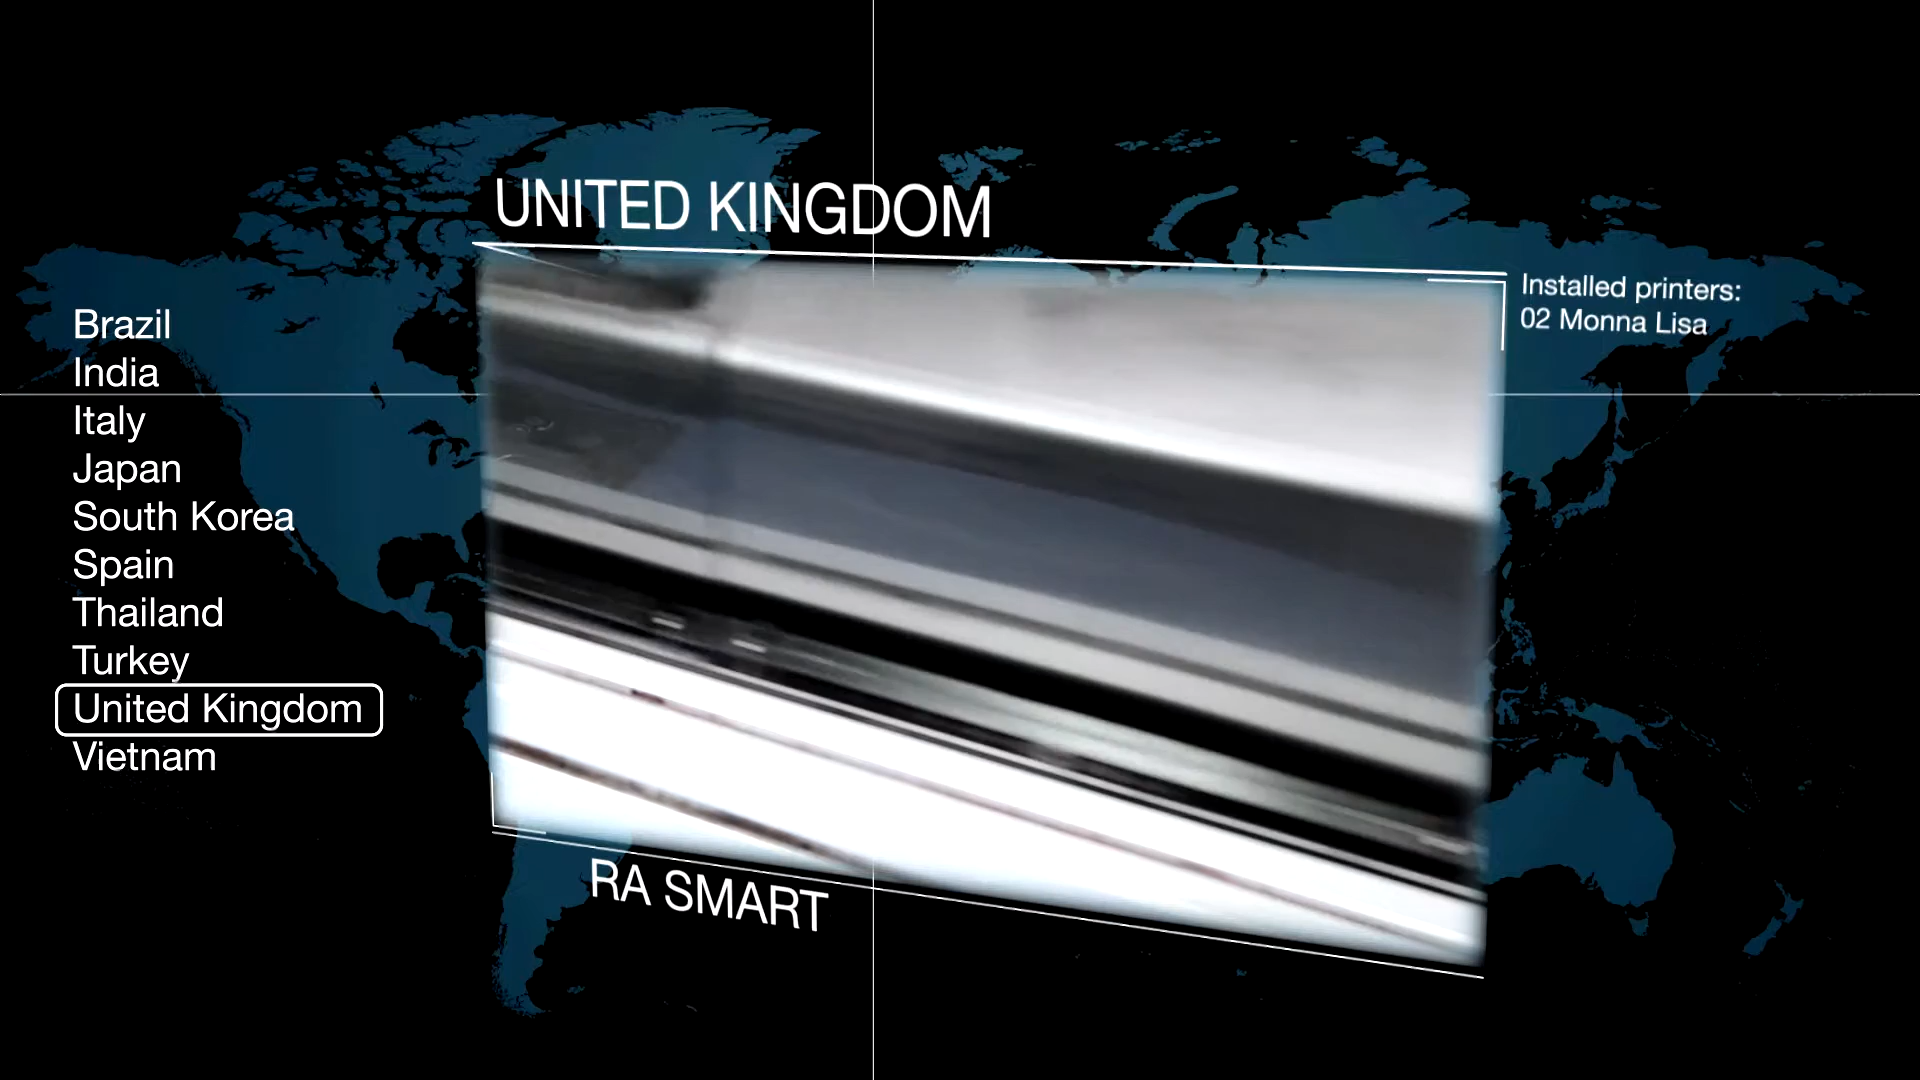 UNITED KINGDOM
Installed printers:
02 Monna Lisa
Brazil
India
Italy
Japan
South Korea
Spain
Thailand
Turkey
United Kingdom
Vietnam
RA SMART